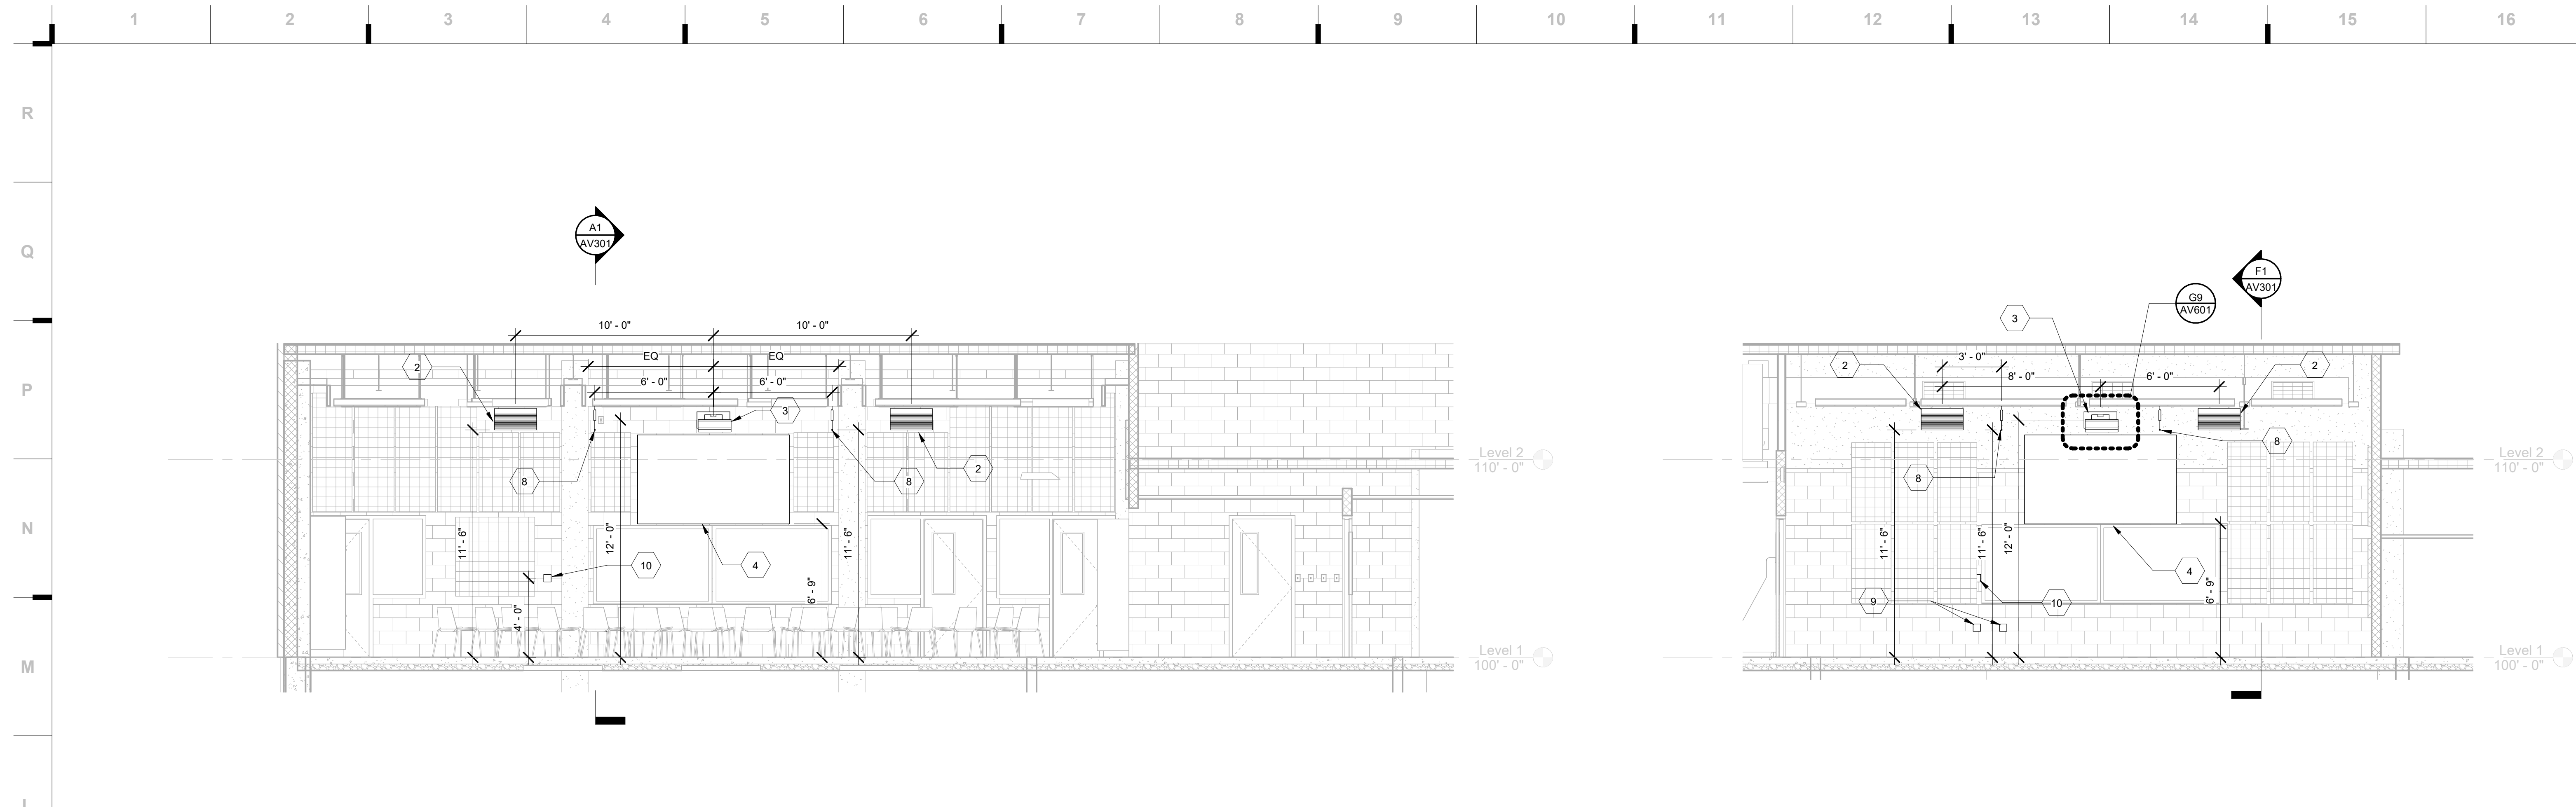 1 2 3 4 5 6 7 8 9 10 11 12 13 14 15 16
R
Q
P
N
M
A1
AV301
10' - 0" 10' - 0"
EQ EQ
2
6' - 0" 6' - 0"
3
8
8
2
11' - 6"
12' - 0"
11' - 6"
10
4
6' - 9"
4' - 0"
Level 2
110' - 0"
Level 1
100' - 0"
F1
AV301
G9
AV601
3
3' - 0"
2
2
8' - 0" 6' - 0"
8
8
11' - 6"
11' - 6"
12' - 0"
4
6' - 9"
9
10
Level 2
110' - 0"
Level 1
100' - 0"